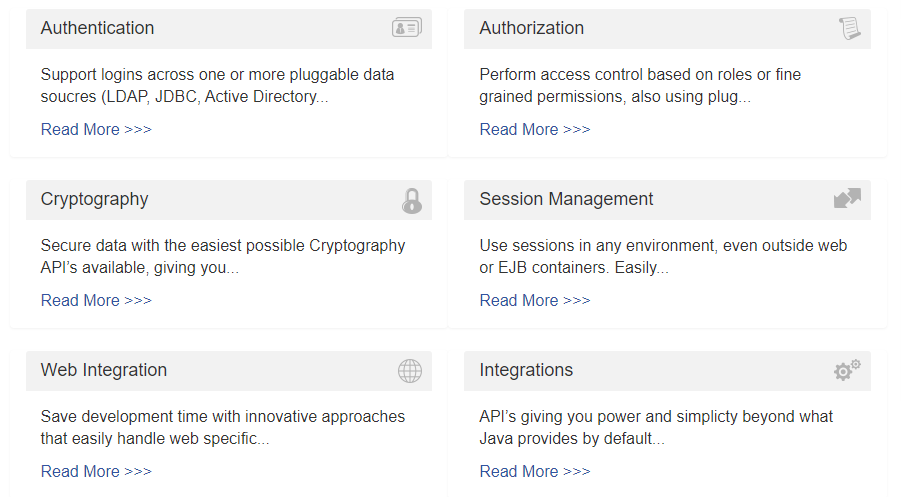 Authentication
Support logins across one or more pluggable data
soucres (LDAP, JDBC, Active Directory...
Read More >>>
Authorization
Perform access control based on roles or fine
grained permissions, also using plug...
Read More >>>
Cryptography
Secure data with the easiest possible Cryptography
API’s available, giving you...
Read More >>>
Session Management
Use sessions in any environment, even outside web
or EJB containers. Easily...
Read More >>>
Web Integration
Save development time with innovative approaches
that easily handle web specific...
Read More >>>
Integrations
API’s giving you power and simplicty beyond what
Java provides by default...
Read More >>>